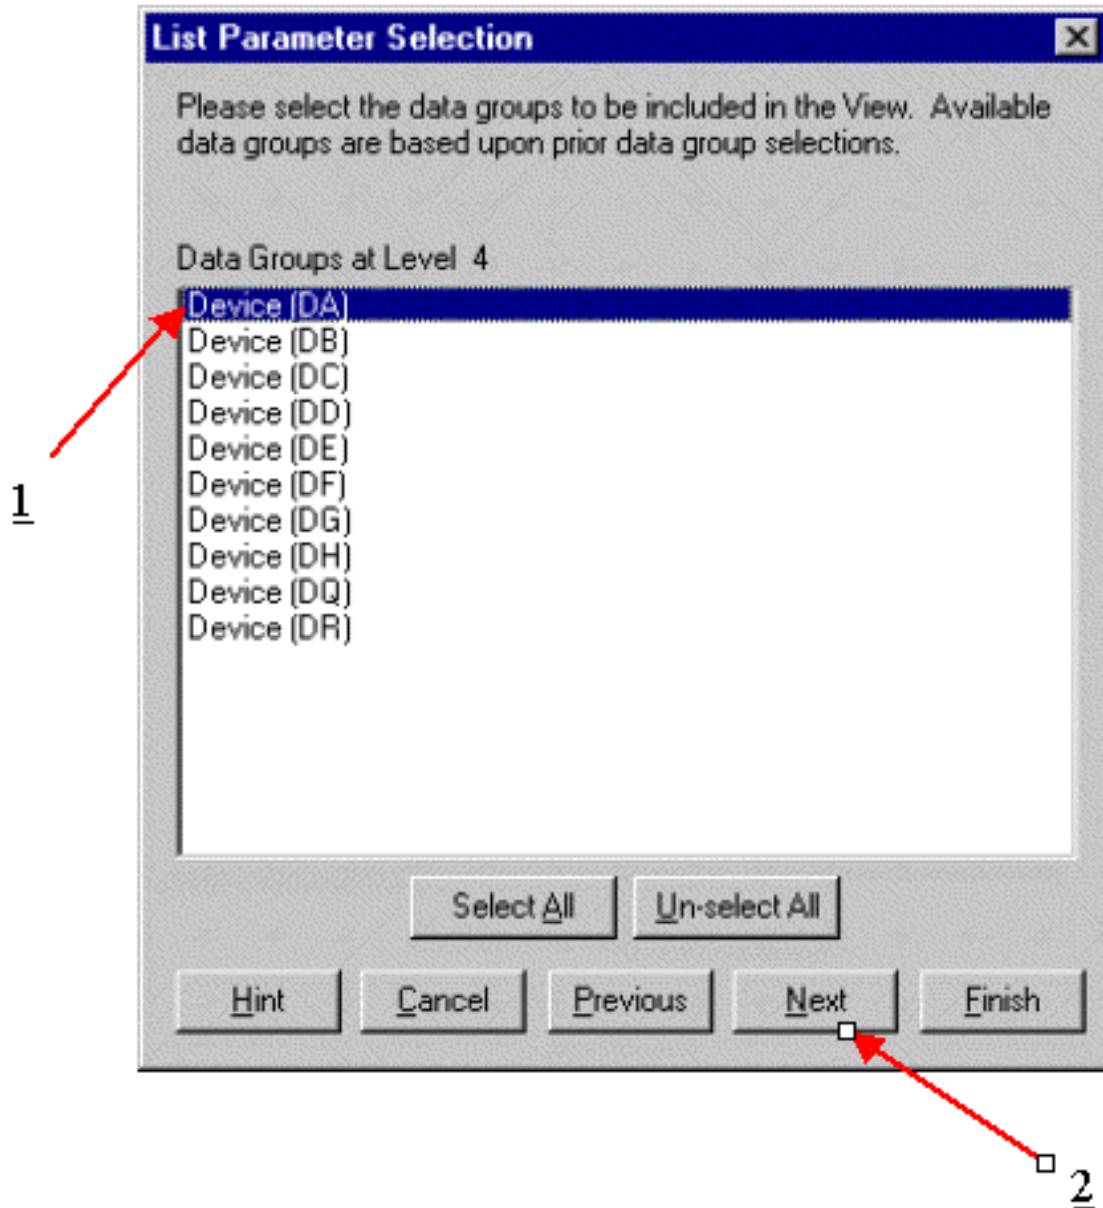 List Parameter Selection
Please select the data groups to be included in the View. Available
data groups are based upon prior data group selections.
Data Groups at Level 4
Device (DA)
Device (DB)
Device (DC)
Device (DD)
Device (DE)
Device (DF)
Device (DG)
Device (DH)
Device (DQ)
Device (DR)
1
Select All Un-select All
Hint Cancel Previous Next Finish
2